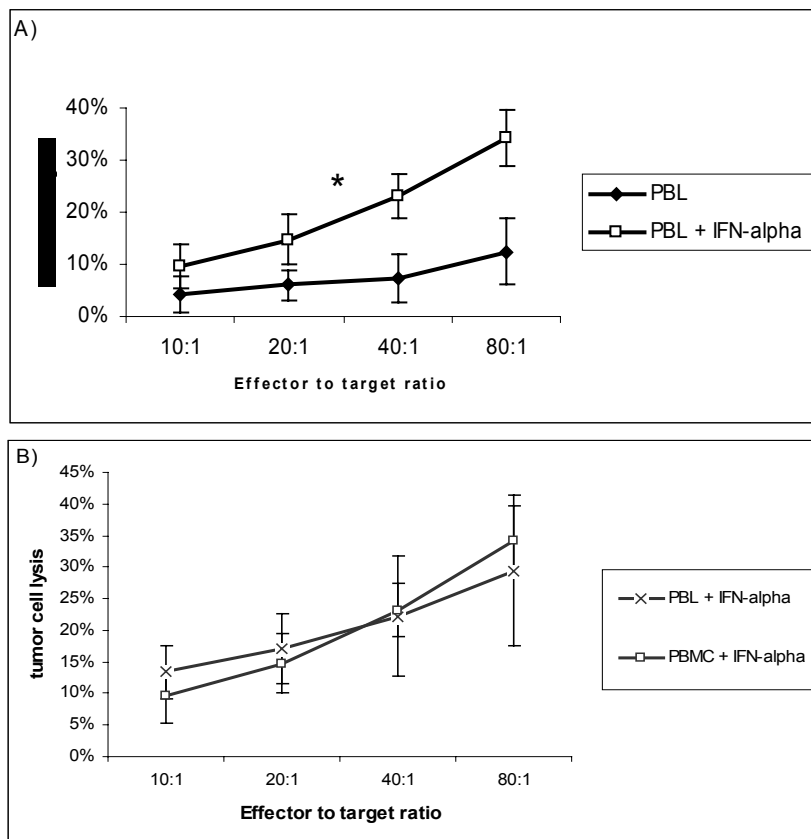 A)
40%
30%
20%
10%
0%
*
10:1 20:1 40:1 80:1
Effector to target ratio
PBL
PBL + IFN-alpha
B)
45%
40%
35%
30%
25%
20%
15%
10%
5%
0%
tumor cell lysis
10:1 20:1 40:1 80:1
Effector to target ratio
PBL + IFN-alpha
PBMC + IFN-alpha